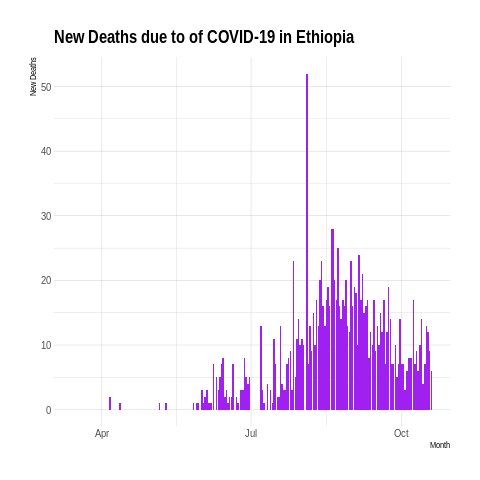 New Deaths due to of COVID-19 in Ethiopia
New Deaths
50
40
30
20
10
0
Apr
Jul
Oct
Month